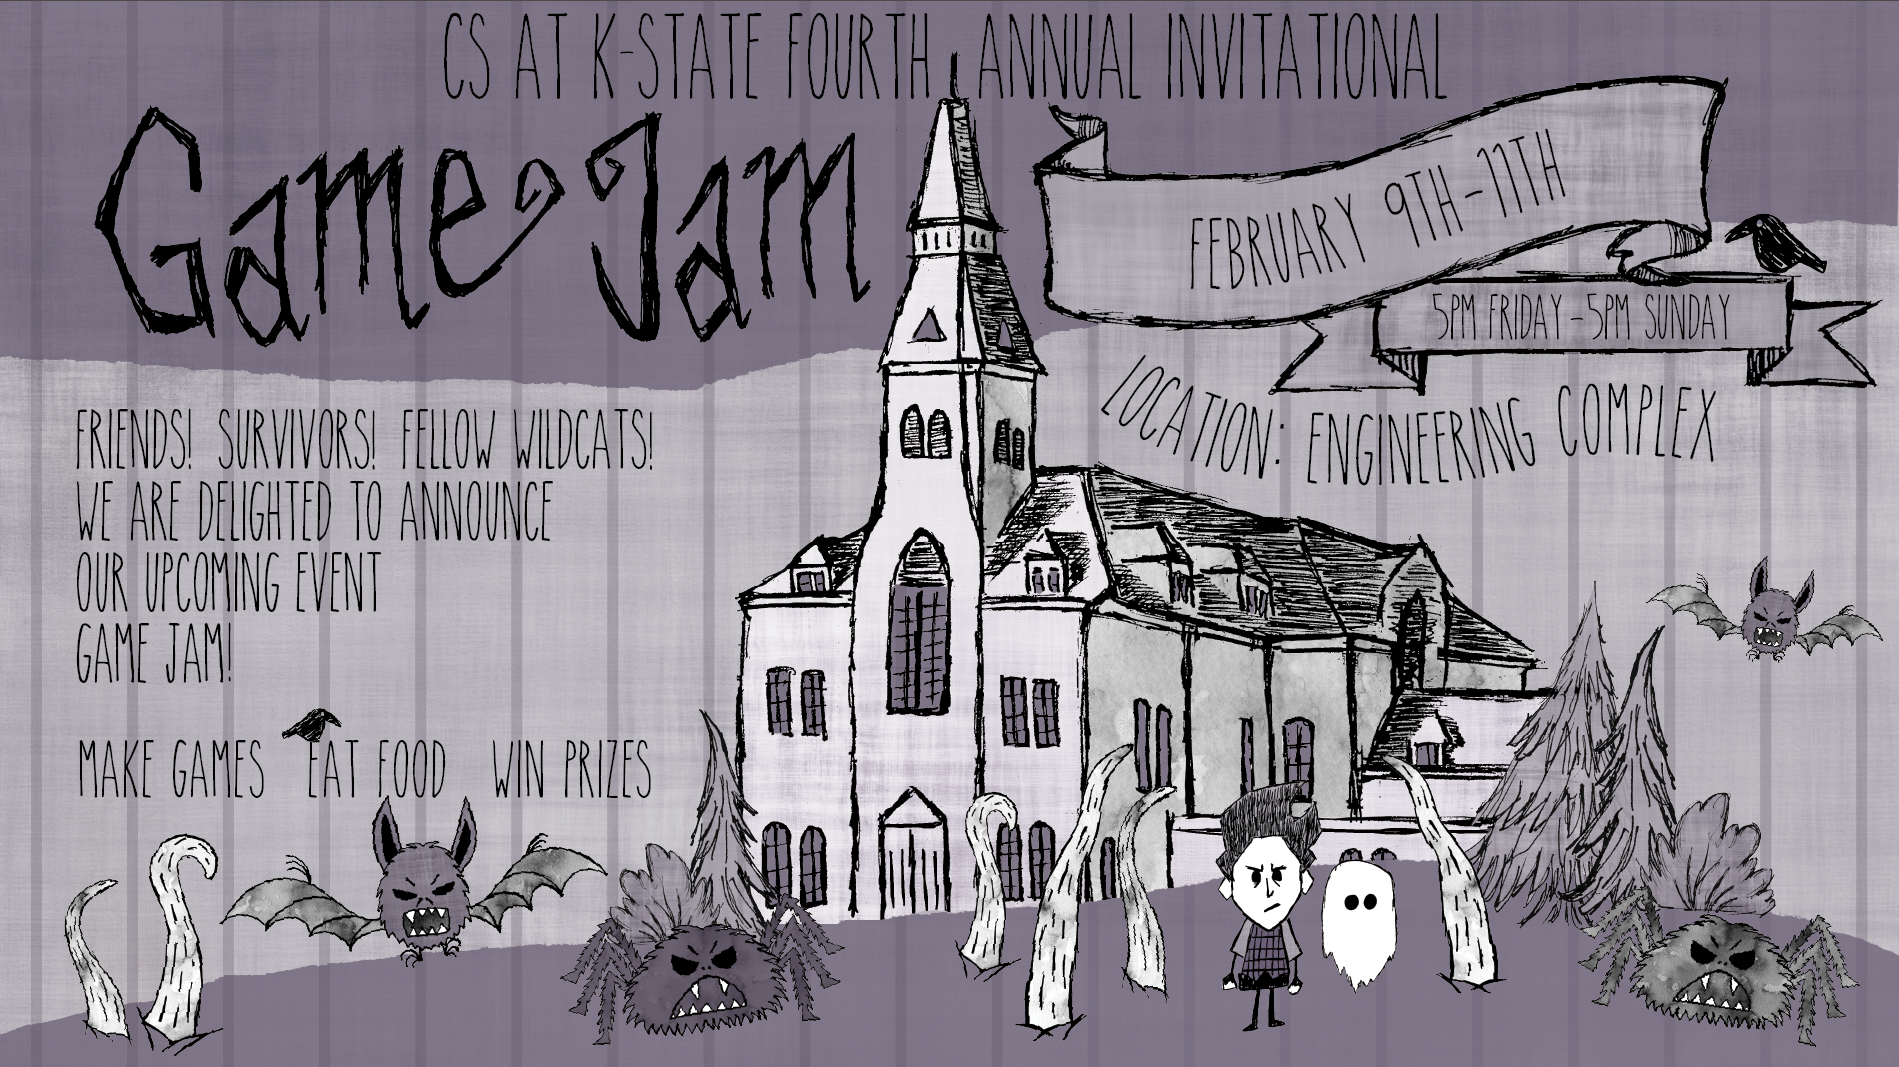 CS AT K-STATE FOURTH ANNUAL INVITATIONAL
Game Jam
FEBRUARY 9TH-11TH
5PM FRIDAY-5PM SUNDAY
LOCATION: ENGINEERING COMPLEX
FRIENDS! SURVIVORS! FELLOW WILDCATS!
WE ARE DELIGHTED TO ANNOUNCE
OUR UPCOMING EVENT
GAME JAM!
MAKE GAMES EAT FOOD WIN PRIZES